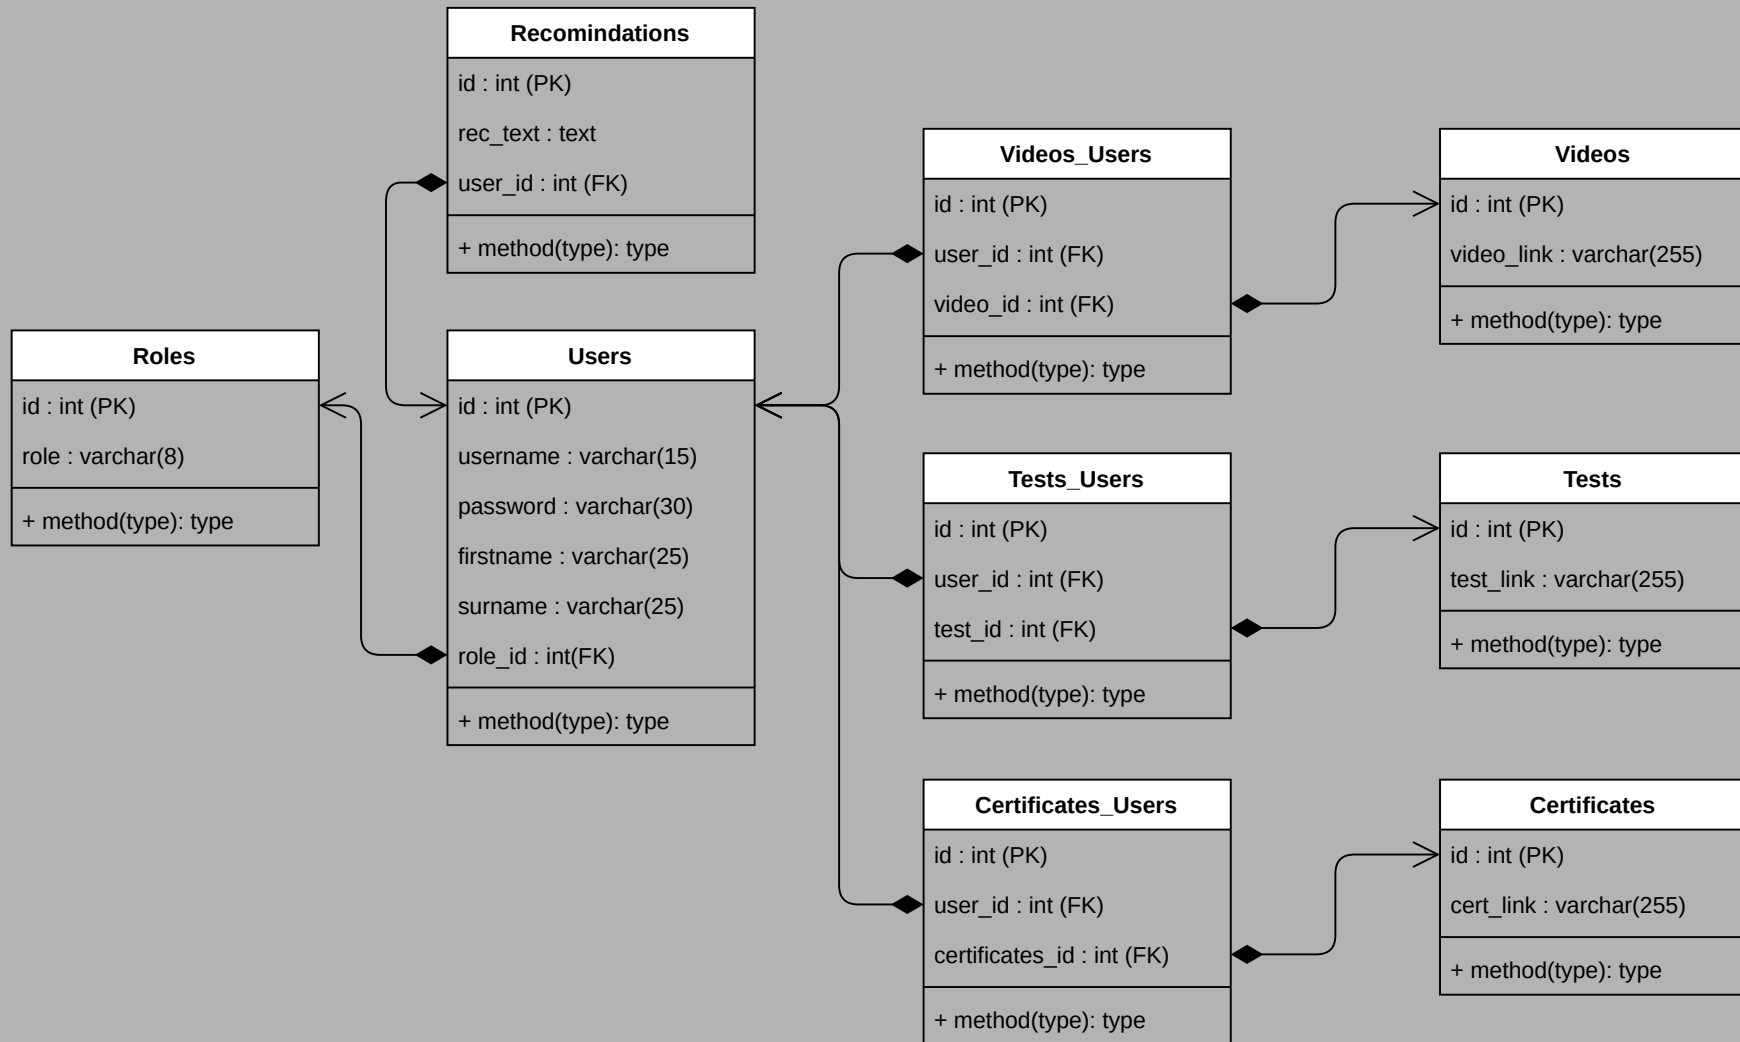 Recomindations
id : int (PK)
rec_text : text
user_id : int (FK)
+ method(type): type
Roles
id : int (PK)
role : varchar(8)
+ method(type): type
Users
id : int (PK)
username : varchar(15)
password : varchar(30)
firstname : varchar(25)
surname : varchar(25)
role_id : int(FK)
+ method(type): type
Videos_Users
id : int (PK)
user_id : int (FK)
video_id : int (FK)
+ method(type): type
Videos
id : int (PK)
video_link : varchar(255)
+ method(type): type
Tests_Users
id : int (PK)
user_id : int (FK)
test_id : int (FK)
+ method(type): type
Tests
id : int (PK)
test_link : varchar(255)
+ method(type): type
Certificates_Users
id : int (PK)
user_id : int (FK)
certificates_id : int (FK)
+ method(type): type
Certificates
id : int (PK)
cert_link : varchar(255)
+ method(type): type